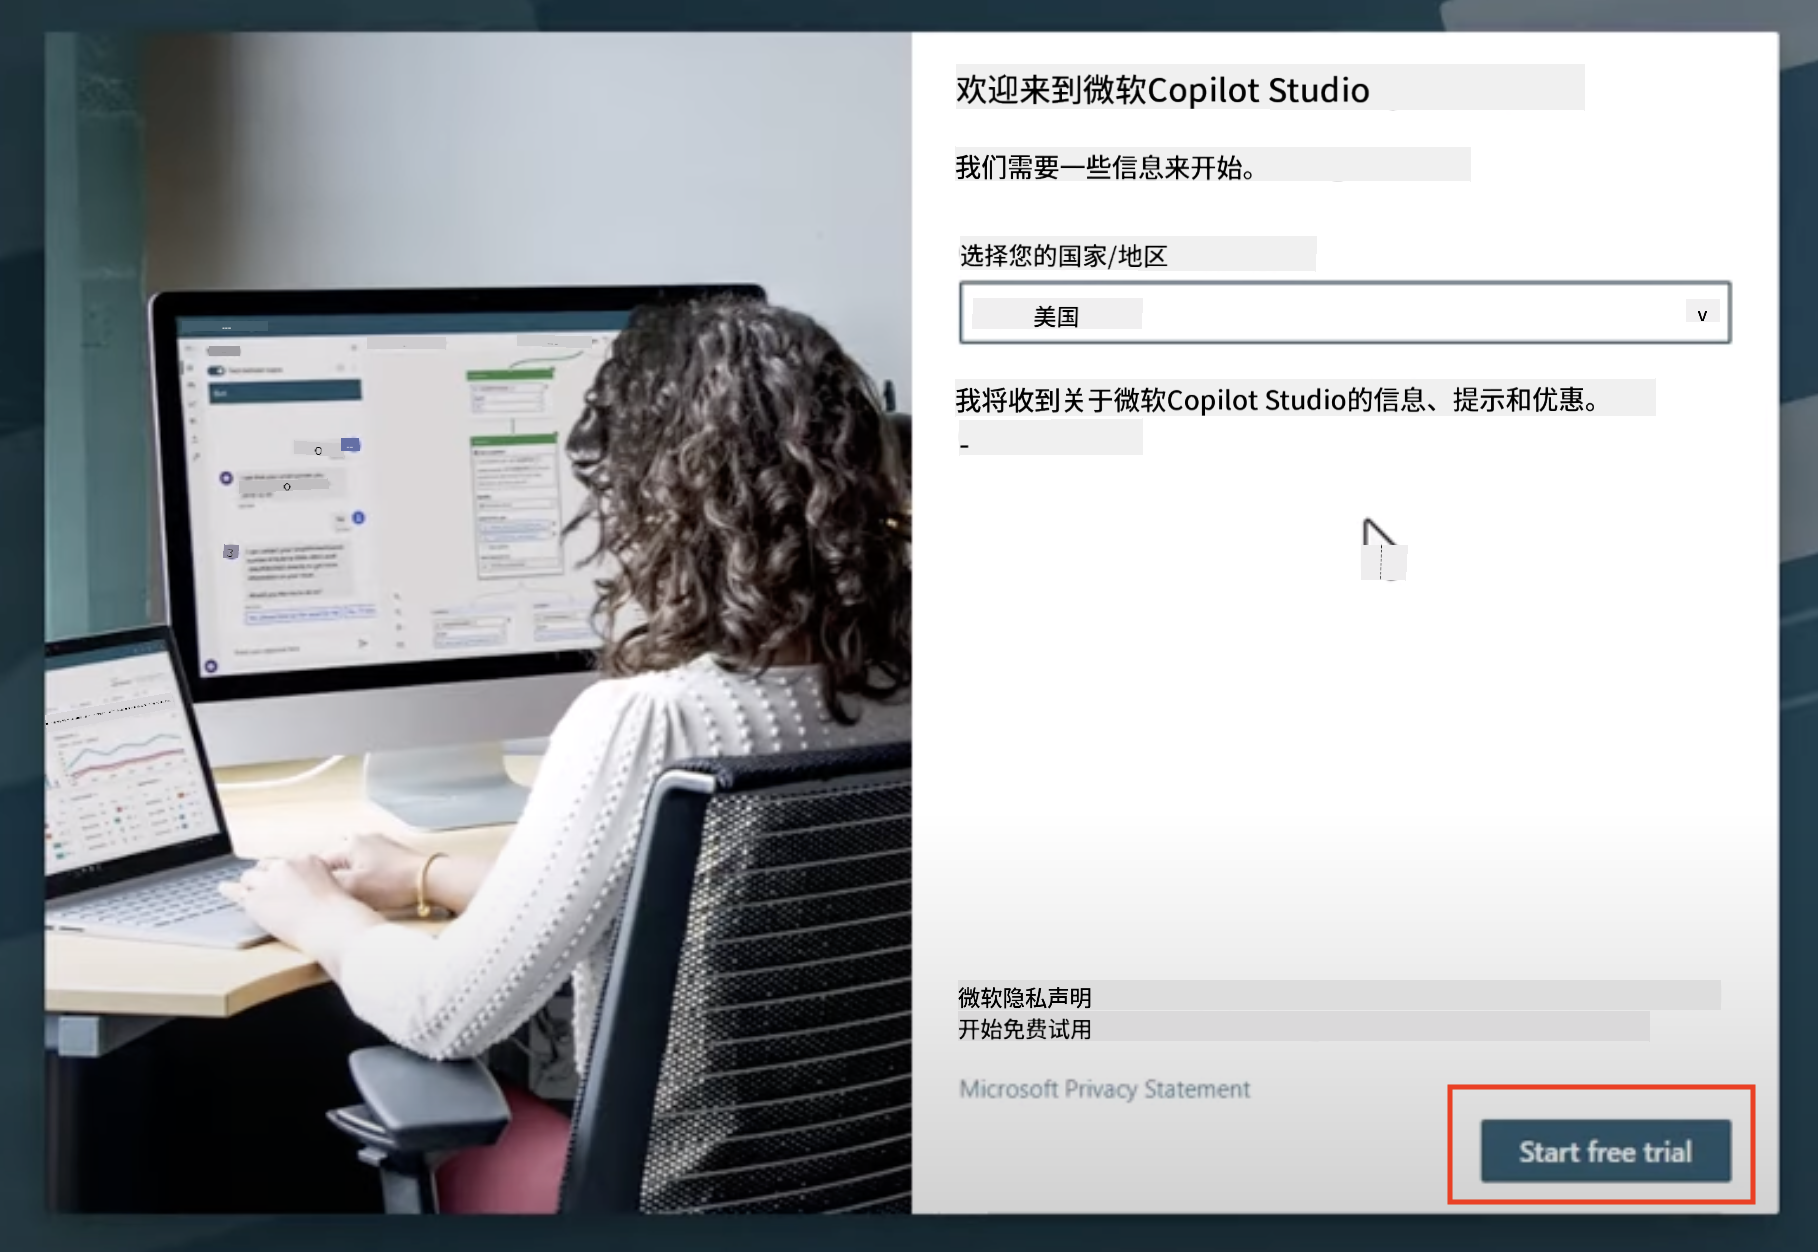 欢迎来到微软Copilot Studio
我们需要一些信息来开始。
选择您的国家/地区
美国
v
我将收到关于微软Copilot Studio的信息、提示和优惠。
-
微软隐私声明
开始免费试用
Microsoft Privacy Statement
Start free trial